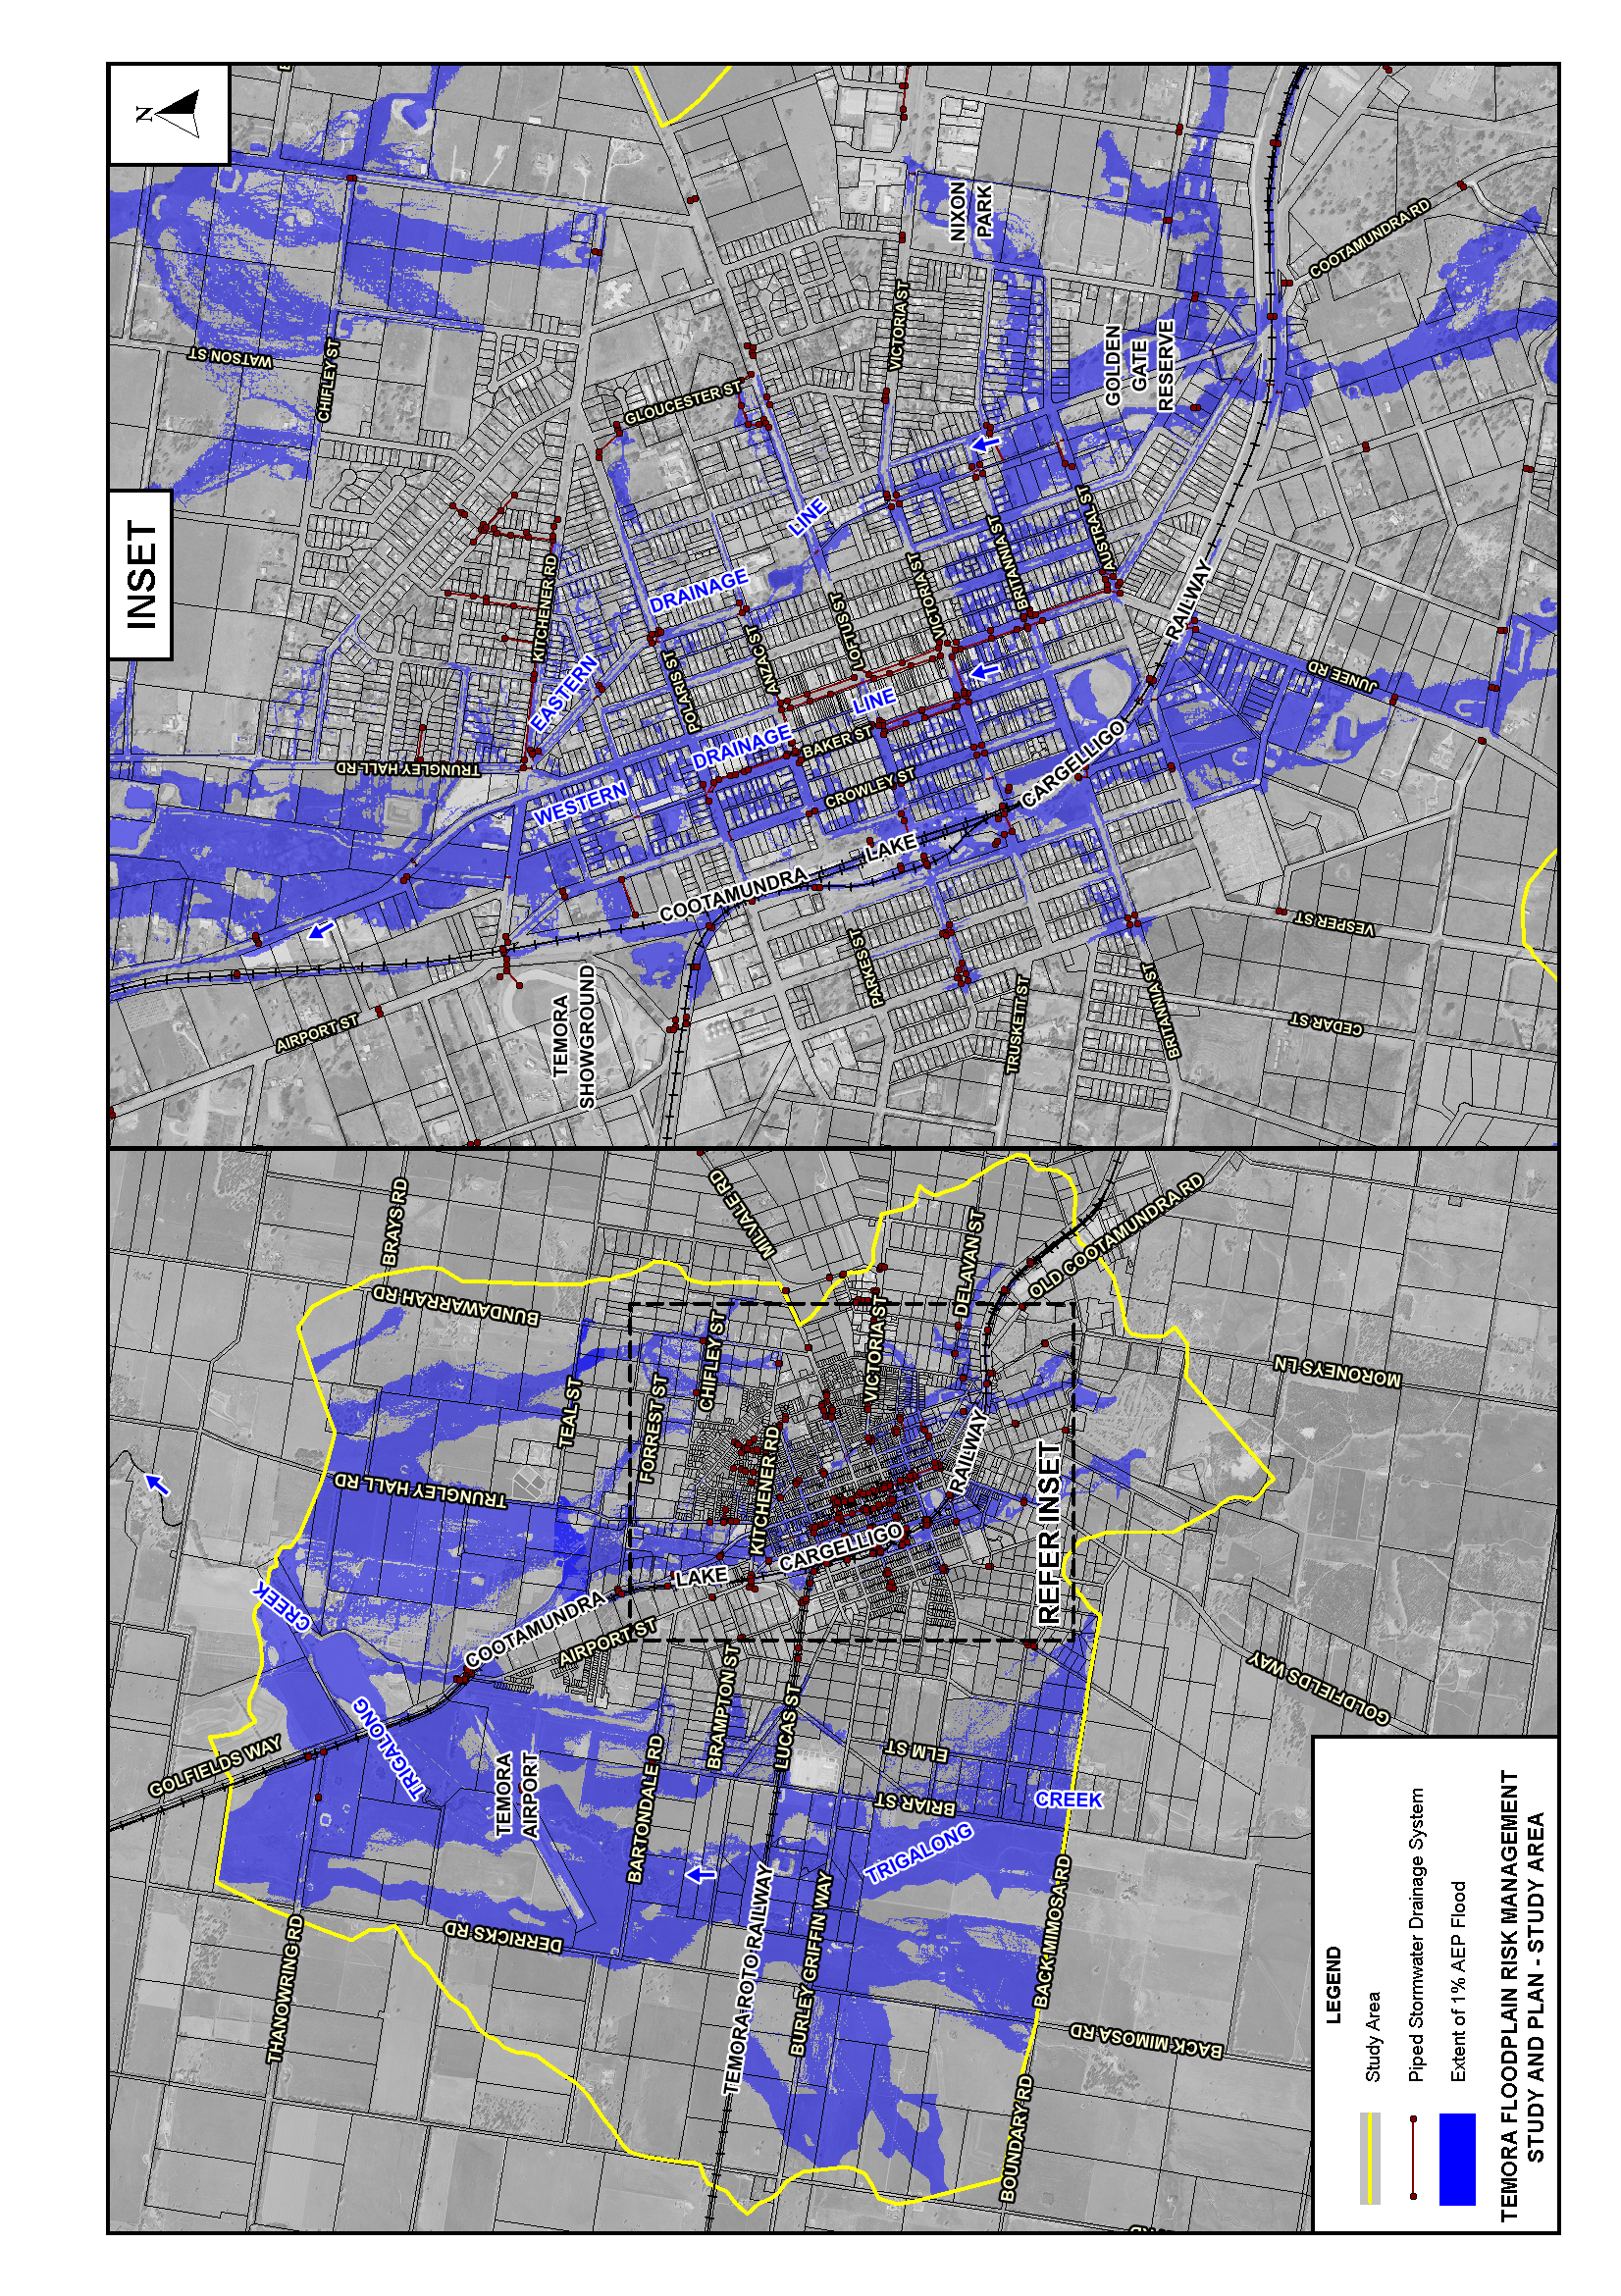 N
INSET
WATSON ST
CHIFLEY ST
GLOUCESTER ST
KITCHENER RD
TRUNGLEY HALL RD
EASTERN
DRAINAGE
LINE
WESTERN
DRAINAGE
LINE
POLARIS ST
ANZAC ST
LOFTUS ST
VICTORIA ST
VICTORIA ST
BRITANNIA ST
AUSTRAL ST
BAKER ST
CROWLEY ST
NIXON
PARK
GOLDEN
GATE
RESERVE
COOTAMUNDRA RD
JUNEE RD
COOTAMUNDRA
LAKE
CARGELLIGO
RAILWAY
AIRPORT ST
TEMORA
SHOWGROUND
PARKES ST
TRUSKETT ST
BRITANNIA ST
VESPER ST
CEDAR ST
BRAYS RD
BUNDAWARRAH RD
MILVALE RD
DELAVAN ST
OLD COOTAMUNDRA RD
MORONEYS LN
TEAL ST
FORREST ST
CHIFLEY ST
VICTORIA ST
KITCHENER RD
TRUNGLEY HALL RD
COOTAMUNDRA
LAKE
CARGELLIGO
RAILWAY
REFER INSET
AIRPORT ST
CREEK
TRIGALONG
GOLFIELDS WAY
GOLDFIELDS WAY
TEMORA
AIRPORT
BARTONDALE RD
BRAMPTON ST
LUCAS ST
ELM ST
BRIAR ST
CREEK
TRIGALONG
THANOWRING RD
DERRICKS RD
TEMORA ROTO RAILWAY
BURLEY GRIFFIN WAY
BACK MIMOSA RD
BACK MIMOSA RD
BOUNDARY RD
LEGEND
Study Area
Piped Stormwater Drainage System
Extent of 1% AEP Flood
TEMORA FLOODPLAIN RISK MANAGEMENT
STUDY AND PLAN - STUDY AREA